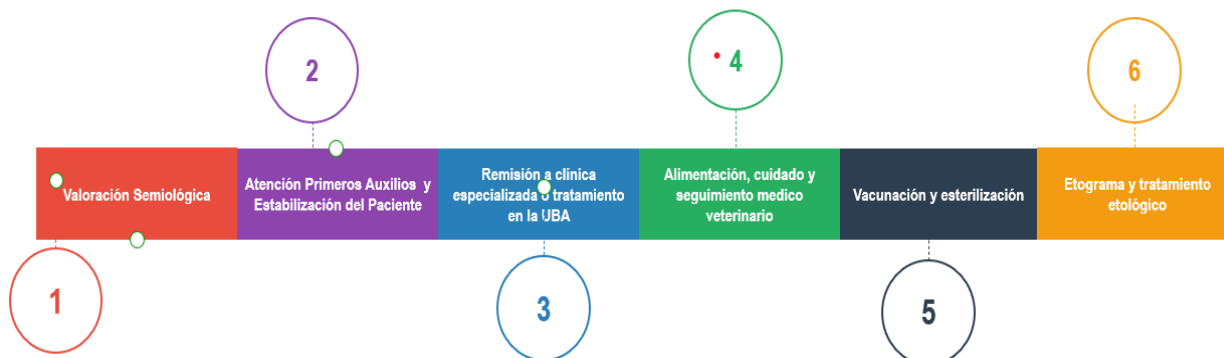 2
4
6
Valoración Semiológica
Atención Primeros Auxilios y
Estabilización del Paciente
Remisión a clínica
especializada o tratamiento
en la UBA
Alimentación, cuidado y
seguimiento medico
veterinario
Vacunación y esterilización
Etograma y tratamiento
etológico
1
3
5